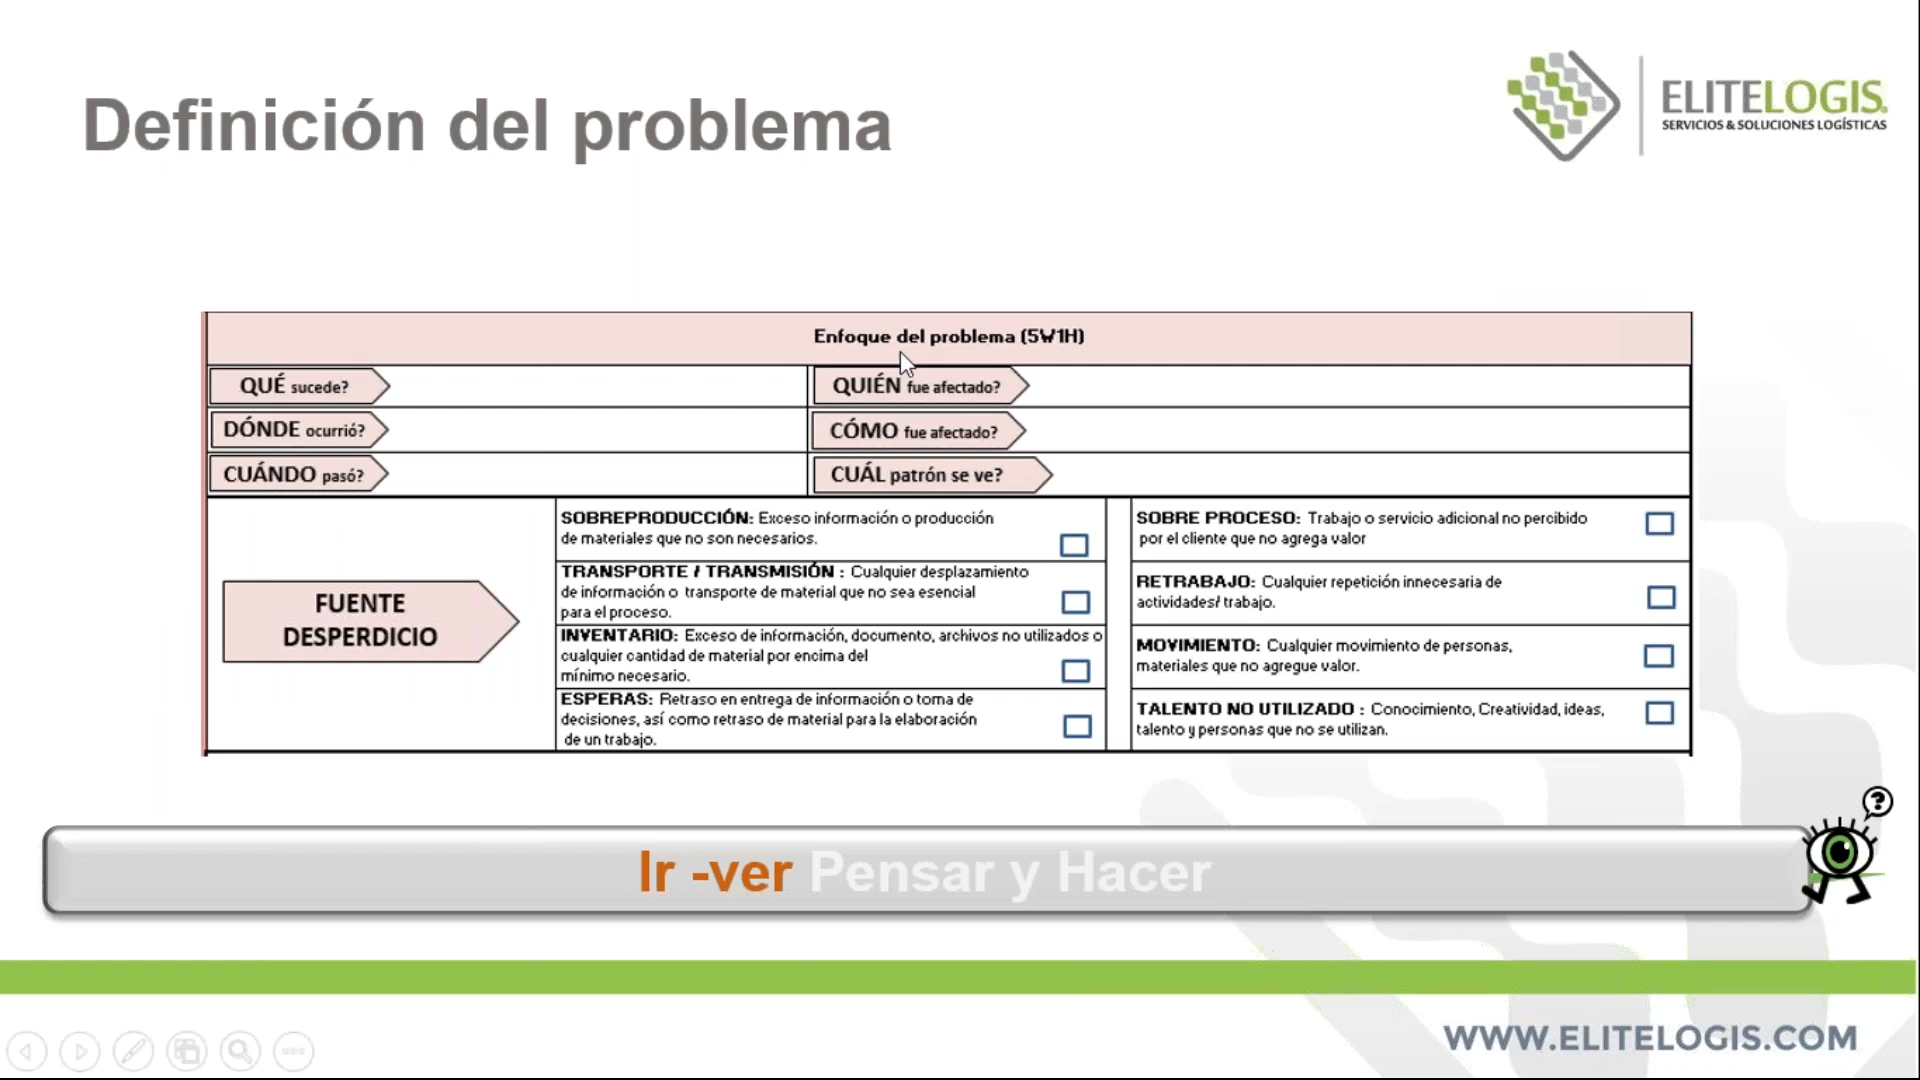 Definición del problema
ELITELOGIS
SERVICIOS & SOLUCIONES LOGÍSTICAS
Enfoque del problema (5W1H)
QUÉ sucede?
QUIÉN fue afectado?
DÓNDE ocurrió?
CÓMO fue afectado?
CUÁNDO pasó?
CUÁL patrón se ve?
FUENTE
DESPERDICIO
SOBREPRODUCCIÓN: Exceso información o producción
de materiales que no son necesarios.
TRANSPORTE / TRANSMISIÓN : Cualquier desplazamiento
de información o transporte de material que no sea esencial
para el proceso.
INVENTARIO: Exceso de información, documento, archivos no utilizados o
cualquier cantidad de material por encima del
mínimo necesario.
ESPERAS: Retraso en entrega de información o toma de
decisiones, así como retraso de material para la elaboración
de un trabajo.
SOBRE PROCESO: Trabajo o servicio adicional no percibido
por el cliente que no agrega valor
RETRABAJO: Cualquier repetición innecesaria de
actividades/ trabajo.
MOVIMIENTO: Cualquier movimiento de personas,
materiales que no agregue valor.
TALENTO NO UTILIZADO : Conocimiento, Creatividad, ideas,
talento y personas que no se utilizan.
?
Ir -ver Pensar y Hacer
WWW.ELITELOGIS.COM